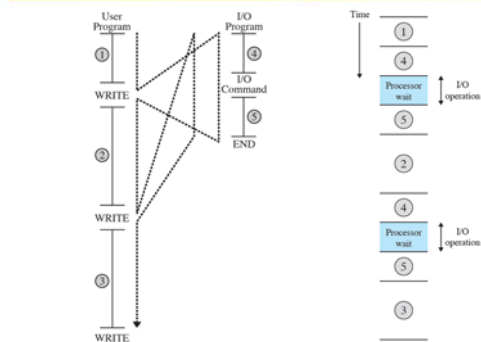 User
Program
1
WRITE
2
WRITE
3
WRITE
I/O
Program
4
I/O
Command
5
END
Time
1
4
Processor
wait
I/O
operation
5
2
4
Processor
wait
I/O
operation
5
3